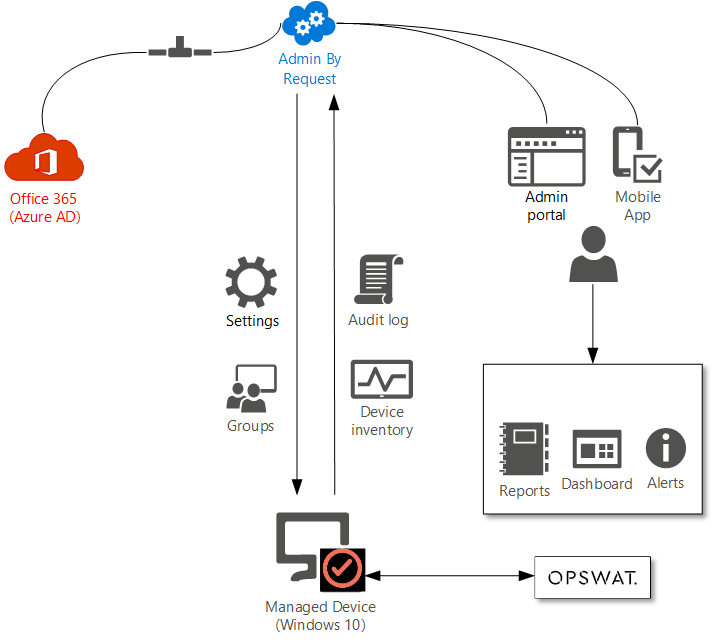 Admin By
Request
Office 365
(Azure AD)
Admin
portal
Mobile
App
Settings
Audit log
Groups
Device
inventory
Reports
Dashboard
Alerts
Managed Device
(Windows 10)
OPSWAT.